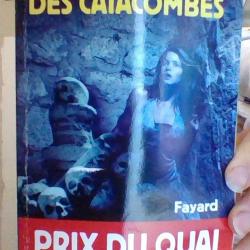 DES CATACOMBES
Fayard
PRIX DU QUAI